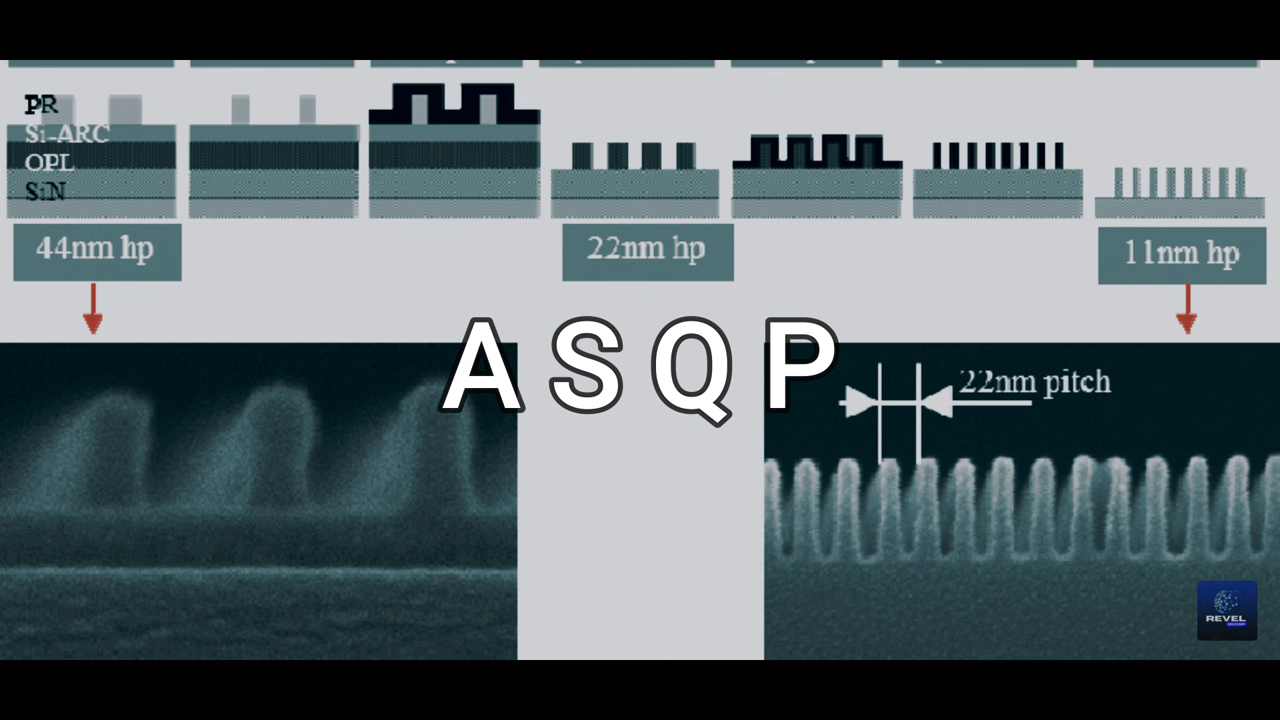 PR
Si-ARC
OPL
SiN
44nm hp
22nm hp
11nm hp
ASQP
22nm pitch
REVEL